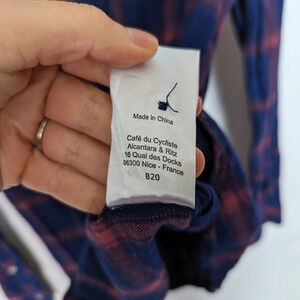 Made in China
Café du Cycliste
Alcantara & Ritz
16 Quai des Docks
06300 Nice - France
B20